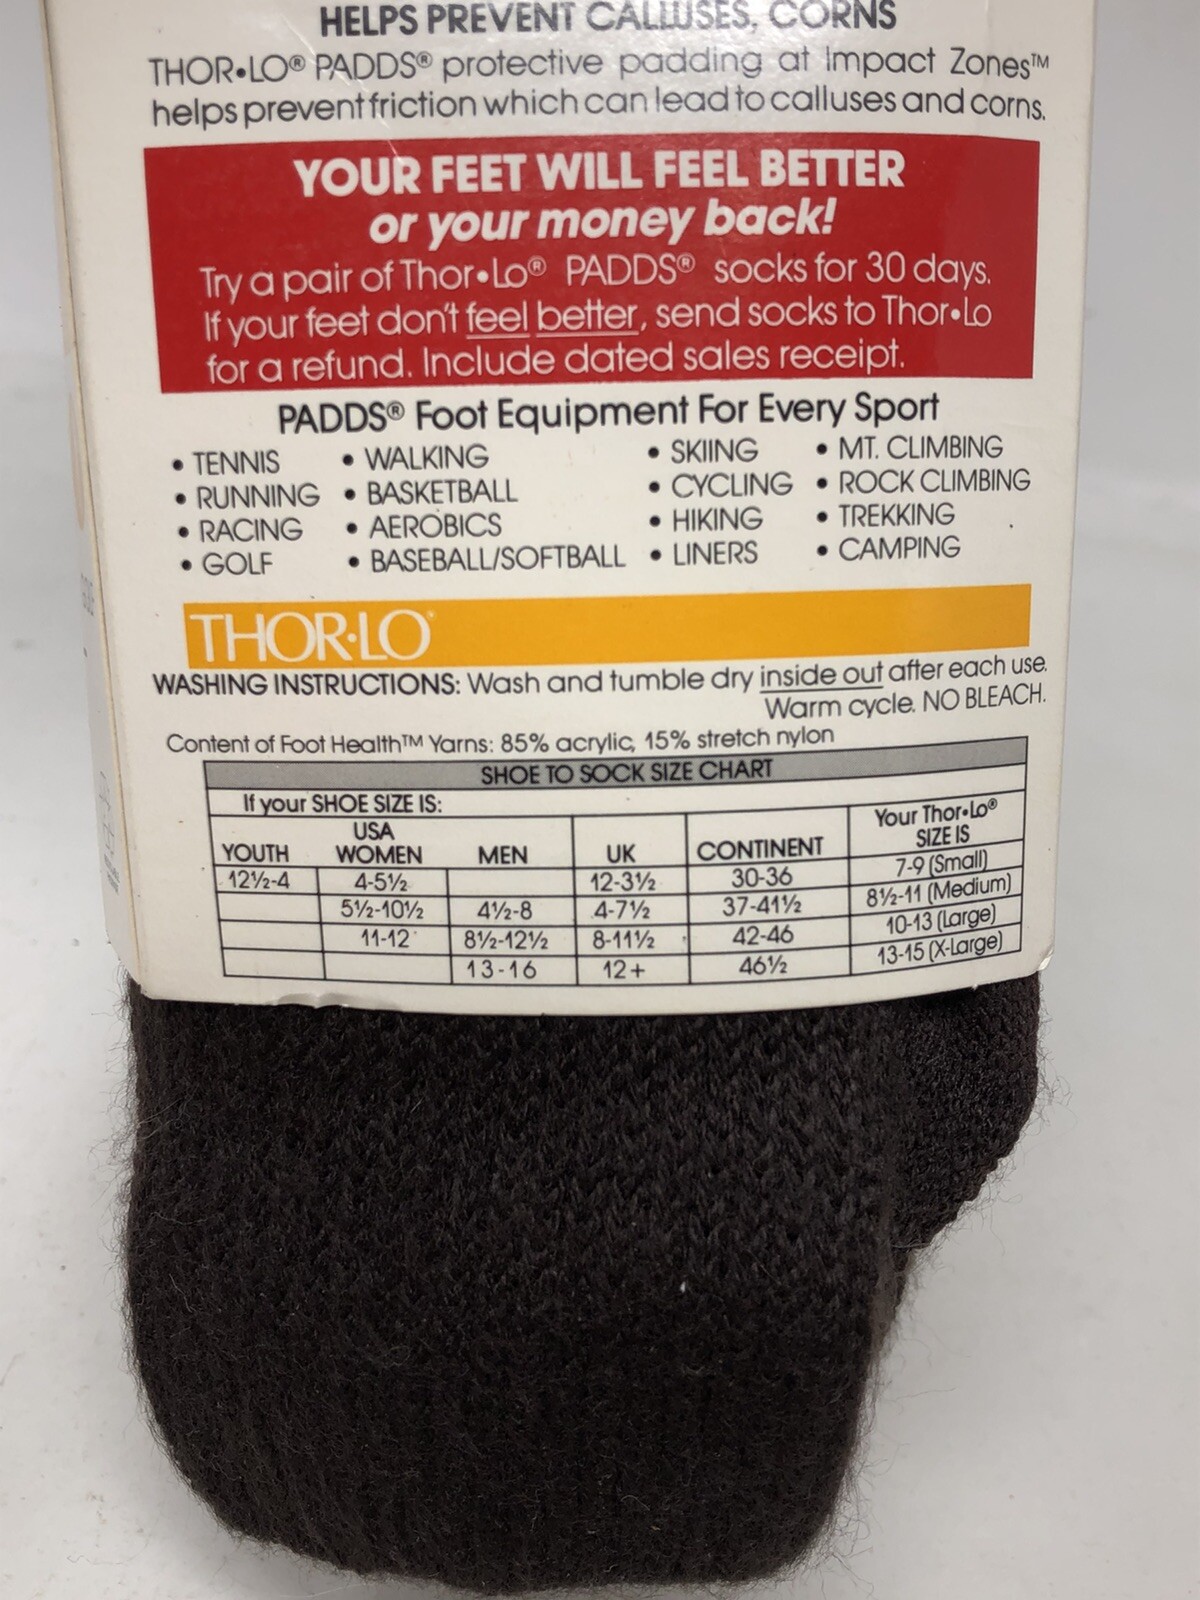 HELPS PREVENT CALLUSES, CORNS
THOR•LO® PADDS® protective padding at Impact Zones™
helps prevent friction which can lead to calluses and corns.
YOUR FEET WILL FEEL BETTER
or your money back!
Try a pair of Thor•Lo® PADDS® socks for 30 days.
If your feet don't feel better, send socks to Thor•Lo
for a refund. Include dated sales receipt.
PADDS® Foot Equipment For Every Sport
• TENNIS • WALKING • SKIING • MT. CLIMBING
• RUNNING • BASKETBALL • CYCLING • ROCK CLIMBING
• RACING • AEROBICS • HIKING • TREKKING
• GOLF • BASEBALL/SOFTBALL • LINERS • CAMPING
THOR•LO®
WASHING INSTRUCTIONS: Wash and tumble dry inside out after each use.
Warm cycle. NO BLEACH.
Content of Foot Health™ Yarns: 85% acrylic, 15% stretch nylon
SHOE TO SOCK SIZE CHART
If your SHOE SIZE IS:
Your Thor•Lo®
USA SIZE IS
YOUTH WOMEN MEN UK CONTINENT
12½-4 4-5½ 12-3½ 30-36 7-9 (Small)
5½-10½ 4½-8 4-7½ 37-41½ 8½-11 (Medium)
11-12 8½-12½ 8-11½ 42-46 10-13 (Large)
13-16 12+ 46½ 13-15 (X-Large)